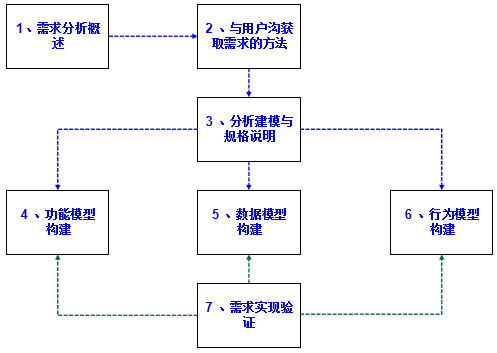 1、需求分析概
述
2 、与用户沟获
取需求的方法
3 、分析建模与
规格说明
4 、功能模型
构建
5 、数据模型
构建
6 、行为模型
构建
7 、需求实现验
证